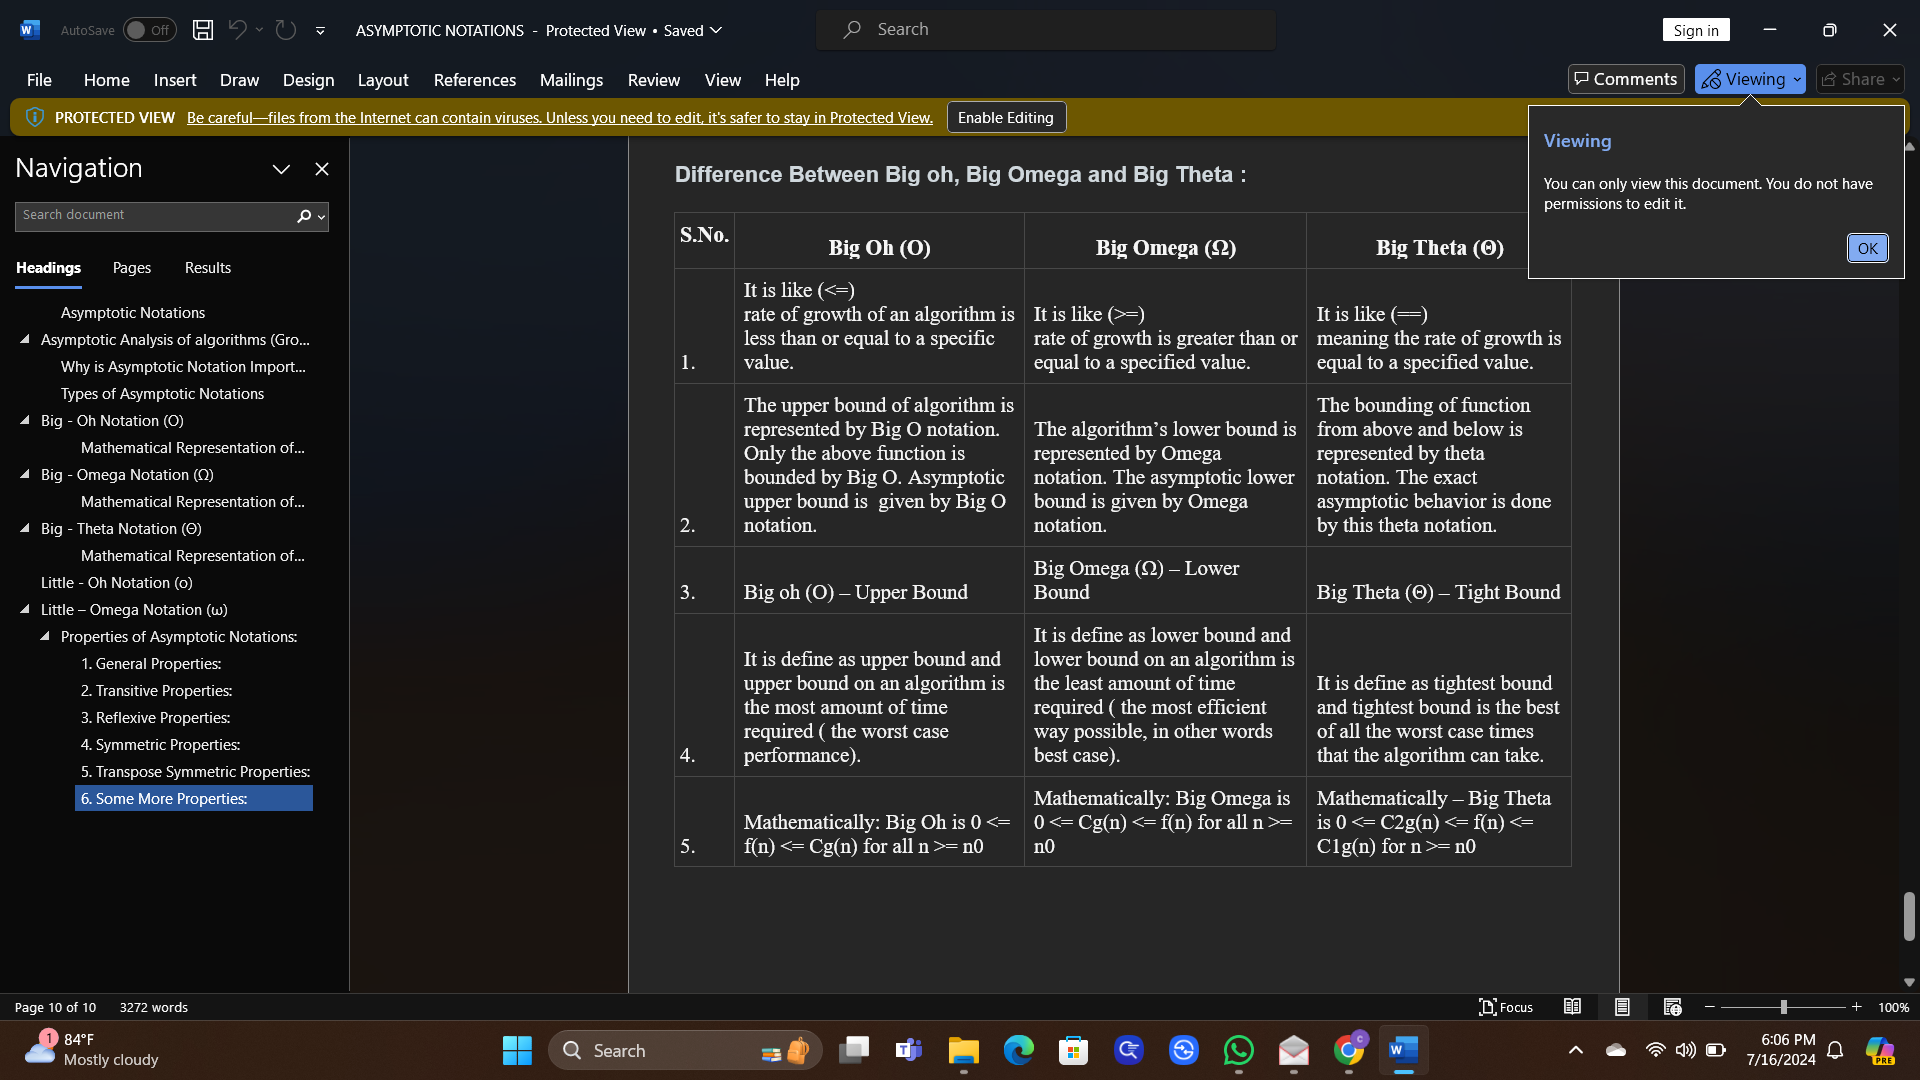 AutoSave Off ASYMPTOTIC NOTATIONS - Protected View • Saved Search Sign in
File Home Insert Draw Design Layout References Mailings Review View Help Comments Viewing Share
PROTECTED VIEW Be careful—files from the Internet can contain viruses. Unless you need to edit, it's safer to stay in Protected View. Enable Editing
Viewing
You can only view this document. You do not have
permissions to edit it.
OK
Navigation
Search document
Headings Pages Results
Asymptotic Notations
Asymptotic Analysis of algorithms (Gro...
Why is Asymptotic Notation Import...
Types of Asymptotic Notations
Big - Oh Notation (O)
Mathematical Representation of...
Big - Omega Notation (Ω)
Mathematical Representation of...
Big - Theta Notation (Θ)
Mathematical Representation of...
Little - Oh Notation (o)
Little – Omega Notation (ω)
Properties of Asymptotic Notations:
1. General Properties:
2. Transitive Properties:
3. Reflexive Properties:
4. Symmetric Properties:
5. Transpose Symmetric Properties:
6. Some More Properties:
Difference Between Big oh, Big Omega and Big Theta :
S.No.
Big Oh (O)
Big Omega (Ω)
Big Theta (Θ)
1.
It is like (<=)
rate of growth of an algorithm is
less than or equal to a specific
value.
It is like (>=)
rate of growth is greater than or
equal to a specified value.
It is like (==)
meaning the rate of growth is
equal to a specified value.
2.
The upper bound of algorithm is
represented by Big O notation.
Only the above function is
bounded by Big O. Asymptotic
upper bound is  given by Big O
notation.
The algorithm’s lower bound is
represented by Omega
notation. The asymptotic lower
bound is given by Omega
notation.
The bounding of function
from above and below is
represented by theta
notation. The exact
asymptotic behavior is done
by this theta notation.
3.
Big oh (O) – Upper Bound
Big Omega (Ω) – Lower
Bound
Big Theta (Θ) – Tight Bound
4.
It is define as upper bound and
upper bound on an algorithm is
the most amount of time
required ( the worst case
performance).
It is define as lower bound and
lower bound on an algorithm is
the least amount of time
required ( the most efficient
way possible, in other words
best case).
It is define as tightest bound
and tightest bound is the best
of all the worst case times
that the algorithm can take.
5.
Mathematically: Big Oh is 0 <=
f(n) <= Cg(n) for all n >= n0
Mathematically: Big Omega is
0 <= Cg(n) <= f(n) for all n >=
n0
Mathematically – Big Theta
is 0 <= C2g(n) <= f(n) <=
C1g(n) for n >= n0
Page 10 of 10 3272 words Focus 100%
1 84°F
Mostly cloudy
Search
6:06 PM
7/16/2024
PRE